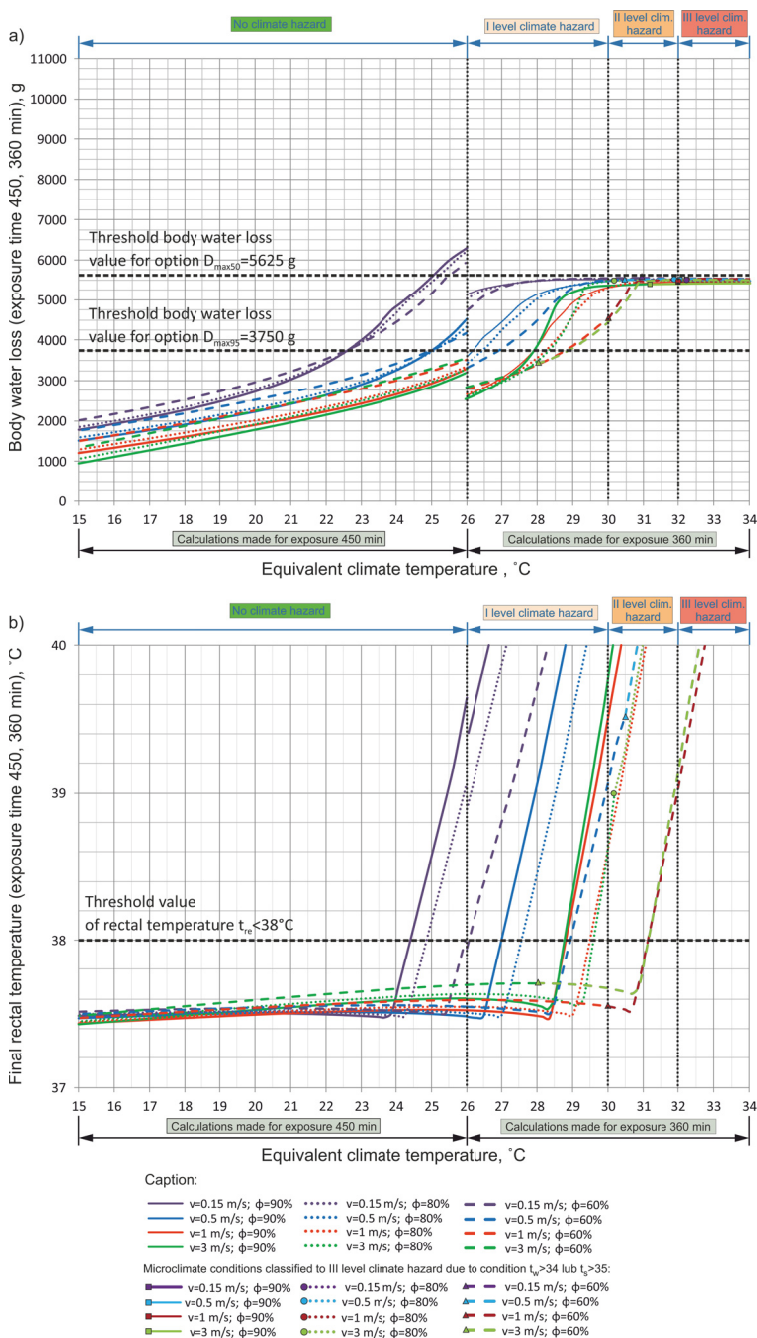 No climate hazard
I level climate hazard
II level clim.
hazard
III level clim.
hazard
a)
Body water loss (exposure time 450, 360 min), g
11000
10000
9000
8000
7000
6000
5000
4000
3000
2000
1000
0
Threshold body water loss
value for option Dmax50=5625 g
Threshold body water loss
value for option Dmax95=3750 g
15 16 17 18 19 20 21 22 23 24 25 26 27 28 29 30 31 32 33 34
Calculations made for exposure 450 min
Calculations made for exposure 360 min
Equivalent climate temperature , ˚C
No climate hazard
I level climate hazard
II level clim.
hazard
III level clim.
hazard
b)
Final rectal temperature (exposure time 450, 360 min), ˚C
40
39
38
37
Threshold value
of rectal temperature tre<38°C
15 16 17 18 19 20 21 22 23 24 25 26 27 28 29 30 31 32 33 34
Calculations made for exposure 450 min
Calculations made for exposure 360 min
Equivalent climate temperature, ˚C
Caption:
v=0.15 m/s; ϕ=90% v=0.15 m/s; ϕ=80% v=0.15 m/s; ϕ=60%
v=0.5 m/s; ϕ=90% v=0.5 m/s; ϕ=80% v=0.5 m/s; ϕ=60%
v=1 m/s; ϕ=90% v=1 m/s; ϕ=80% v=1 m/s; ϕ=60%
v=3 m/s; ϕ=90% v=3 m/s; ϕ=80% v=3 m/s; ϕ=60%
Microclimate conditions classified to III level climate hazard due to condition tw>34 lub ts>35:
v=0.15 m/s; ϕ=90% v=0.15 m/s; ϕ=80% v=0.15 m/s; ϕ=60%
v=0.5 m/s; ϕ=90% v=0.5 m/s; ϕ=80% v=0.5 m/s; ϕ=60%
v=1 m/s; ϕ=90% v=1 m/s; ϕ=80% v=1 m/s; ϕ=60%
v=3 m/s; ϕ=90% v=3 m/s; ϕ=80% v=3 m/s; ϕ=60%